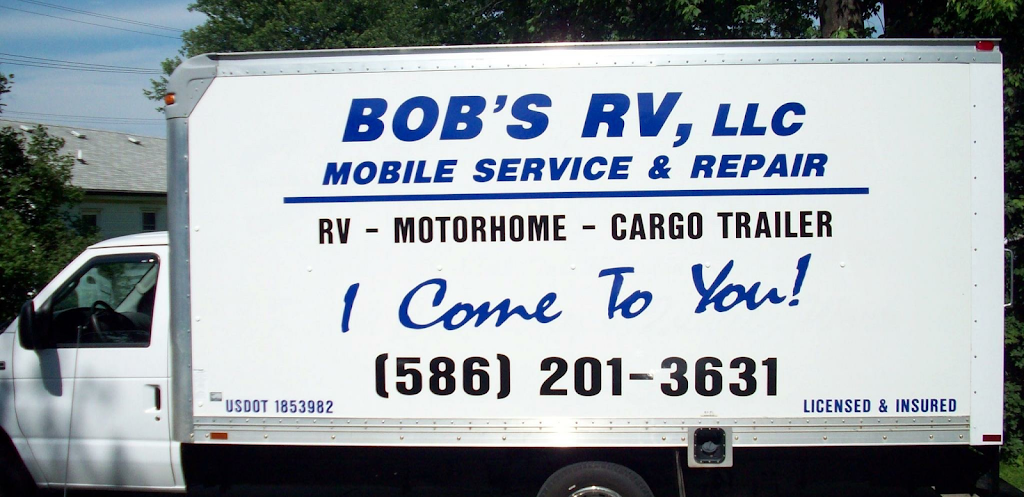 BOB'S RV, LLC
MOBILE SERVICE & REPAIR
RV - MOTORHOME - CARGO TRAILER
I Come To You!
(586) 201-3631
USDOT 1853982
LICENSED & INSURED